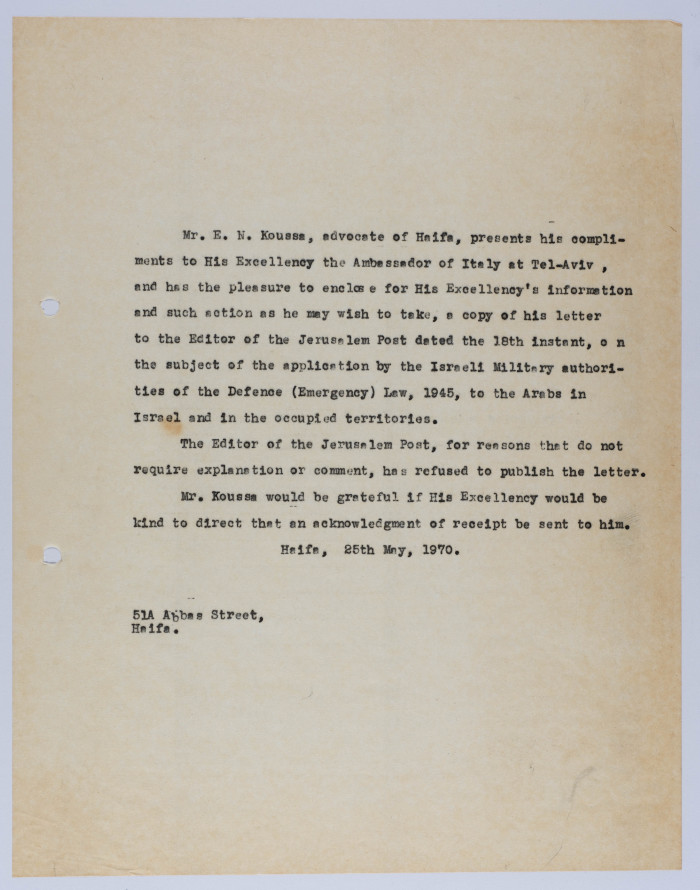 Mr. E. N. Koussa, advocate of Haifa, presents his compli-
ments to His Excellency the Ambassador of Italy at Tel-Aviv ,
and has the pleasure to enclose for His Excellency's information
and such action as he may wish to take, a copy of his letter
to the Editor of the Jerusalem Post dated the 18th instant, o n
the subject of the application by the Israeli Military authori-
ties of the Defence (Emergency) Law, 1945, to the Arabs in
Israel and in the occupied territories.
The Editor of the Jerusalem Post, for reasons that do not
require explanation or comment, has refused to publish the letter.
Mr. Koussa would be grateful if His Excellency would be
kind to direct that an acknowledgment of receipt be sent to him.
Haifa, 25th May, 1970.
51A Abbas Street,
Haifa.